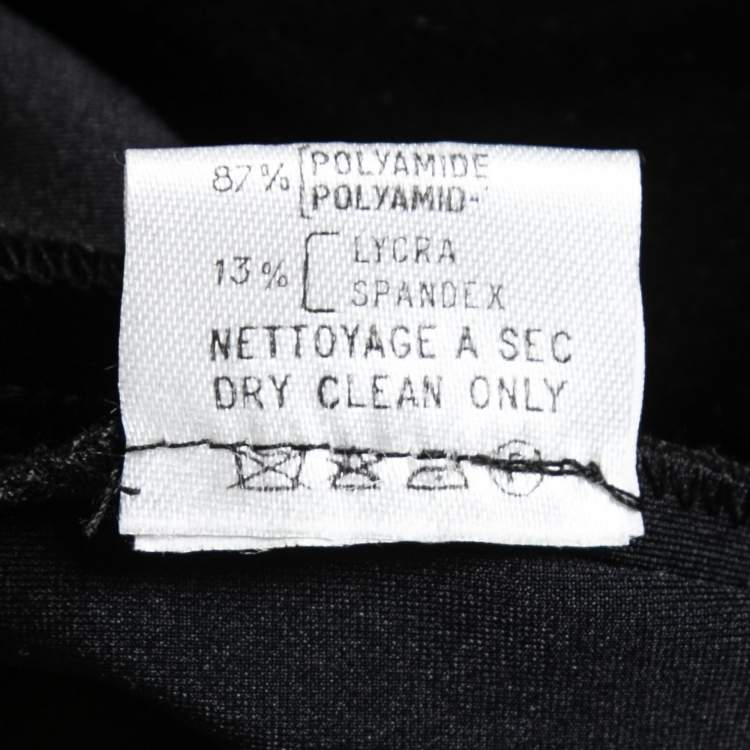 87% [POLYAMIDE
POLYAMID-
13% [LYCRA
SPANDEX
NETTOYAGE A SEC
DRY CLEAN ONLY
P